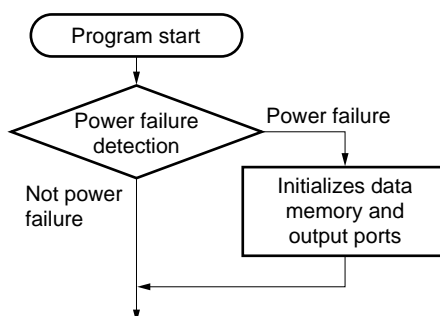 Program start
Power failure
detection
Power failure
Not power
failure
Initializes data
memory and
output ports